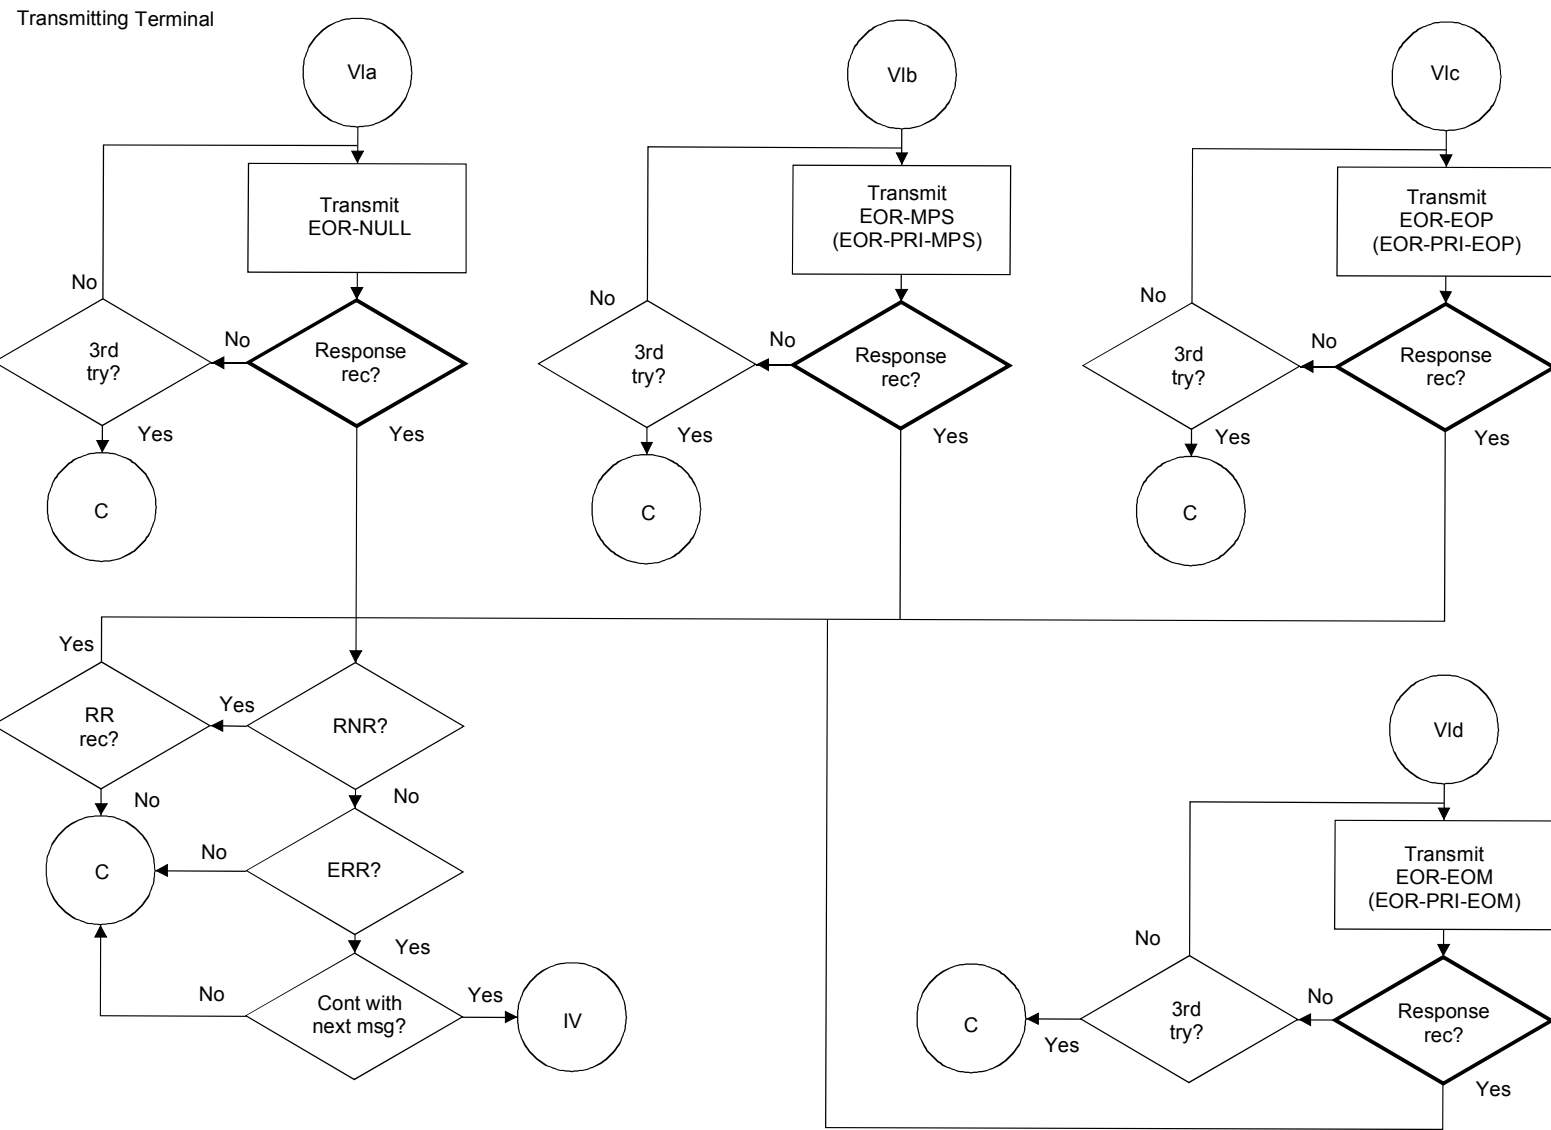 Transmitting Terminal
VIa
VIb
VIc
Transmit
EOR-NULL
Transmit
EOR-MPS
(EOR-PRI-MPS)
Transmit
EOR-EOP
(EOR-PRI-EOP)
No
3rd
try?
No
Response
rec?
Yes
Yes
C
No
3rd
try?
No
Response
rec?
Yes
Yes
C
No
3rd
try?
No
Response
rec?
Yes
Yes
C
Yes
RR
rec?
Yes
RNR?
No
No
C
No
ERR?
Yes
No
Cont with
next msg?
Yes
IV
VId
Transmit
EOR-EOM
(EOR-PRI-EOM)
No
C
Yes
3rd
try?
No
Response
rec?
Yes